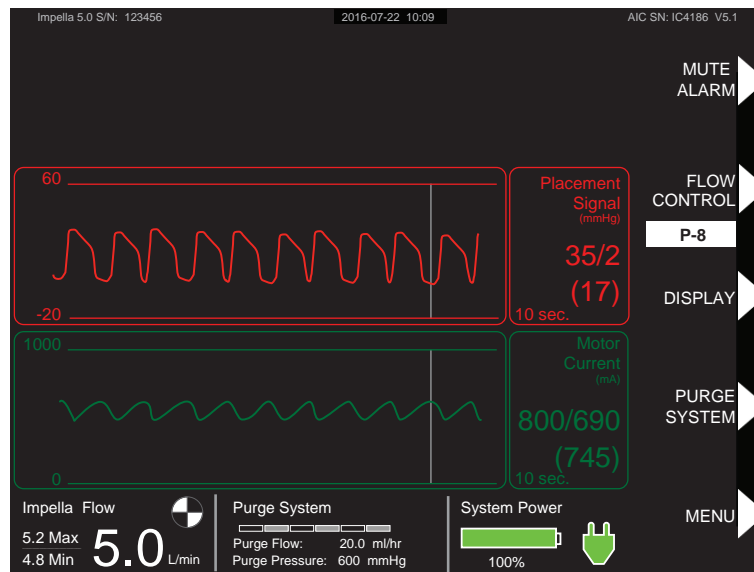 Impella 5.0 S/N:  123456
2016-07-22  10:09
AIC SN: IC4186  V5.1
MUTE
ALARM
60
Placement
Signal
(mmHg)
35/2
(17)
10 sec.
-20
FLOW
CONTROL
P-8
DISPLAY
1000
Motor
Current
(mA)
800/690
(745)
10 sec.
0
PURGE
SYSTEM
Impella  Flow
5.2 Max
4.8 Min
5.0 L/min
Purge System
Purge Flow:  20.0  ml/hr
Purge Pressure:  600  mmHg
System Power
100%
MENU